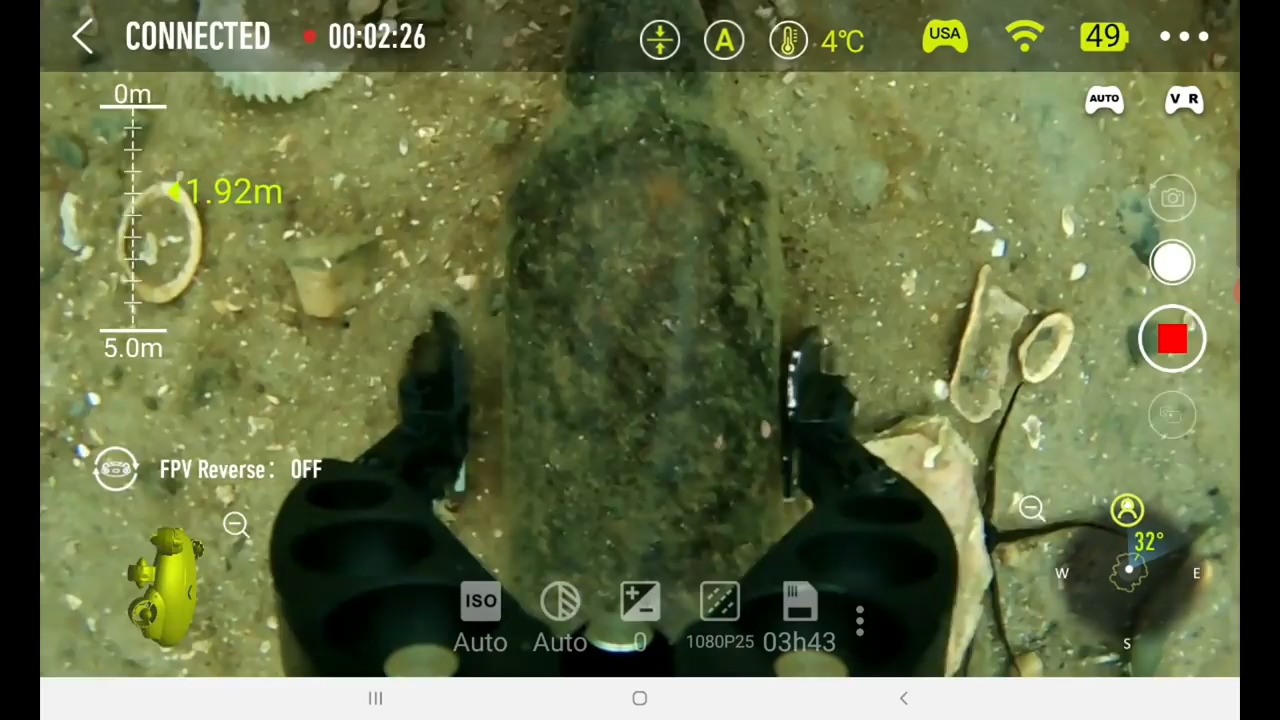 CONNECTED 00:02:26 A 4℃ USA 49
AUTO V R
0m
1.92m
5.0m
FPV Reverse: OFF
32°
W E
S
ISO
Auto Auto 0 1080P25 03h43